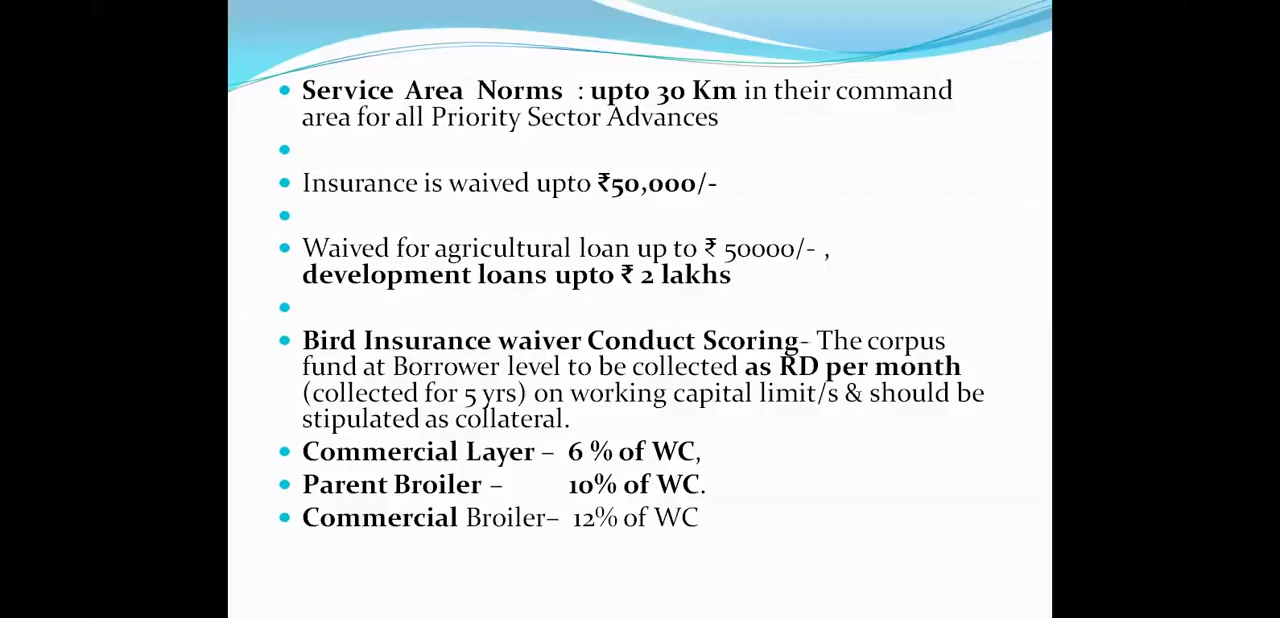 Service Area Norms : upto 30 Km in their command
area for all Priority Sector Advances
Insurance is waived upto ₹50,000/-
Waived for agricultural loan up to ₹ 50000/- ,
development loans upto ₹ 2 lakhs
Bird Insurance waiver Conduct Scoring- The corpus
fund at Borrower level to be collected as RD per month
(collected for 5 yrs) on working capital limit/s & should be
stipulated as collateral.
Commercial Layer – 6 % of WC,
Parent Broiler – 10% of WC.
Commercial Broiler– 12% of WC